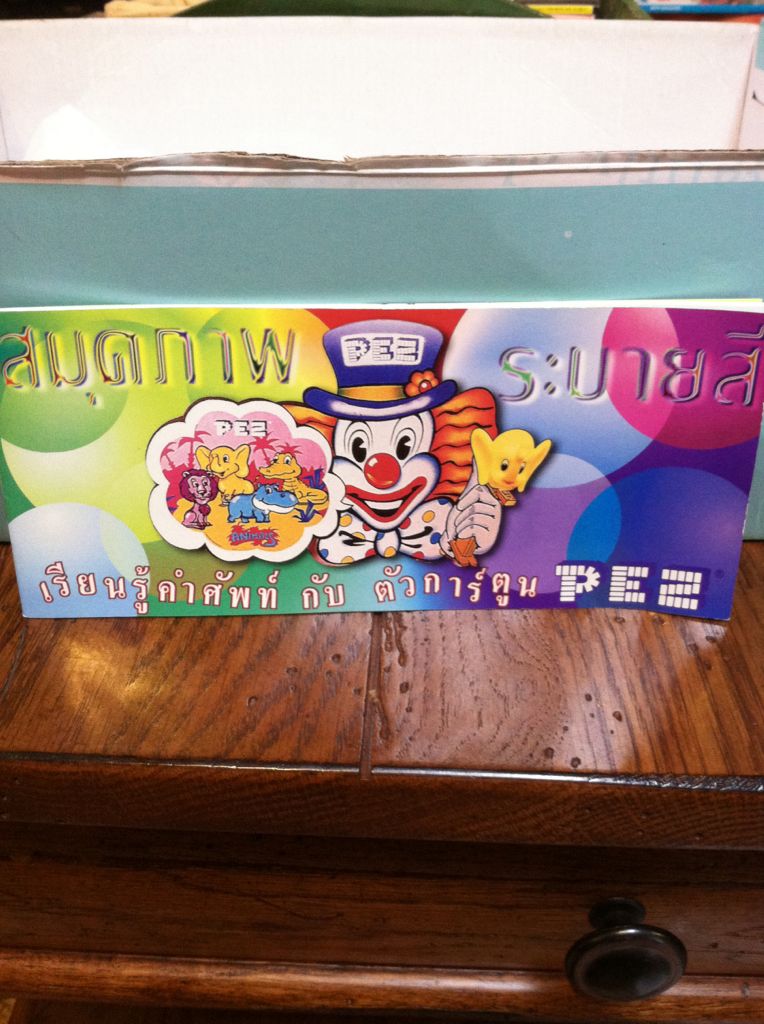 สมุดภาพ ระบายสี
PEZ
PEZ
ANIMALS
เรียนรู้คำศัพท์ กับ ตัวการ์ตูน PEZ®